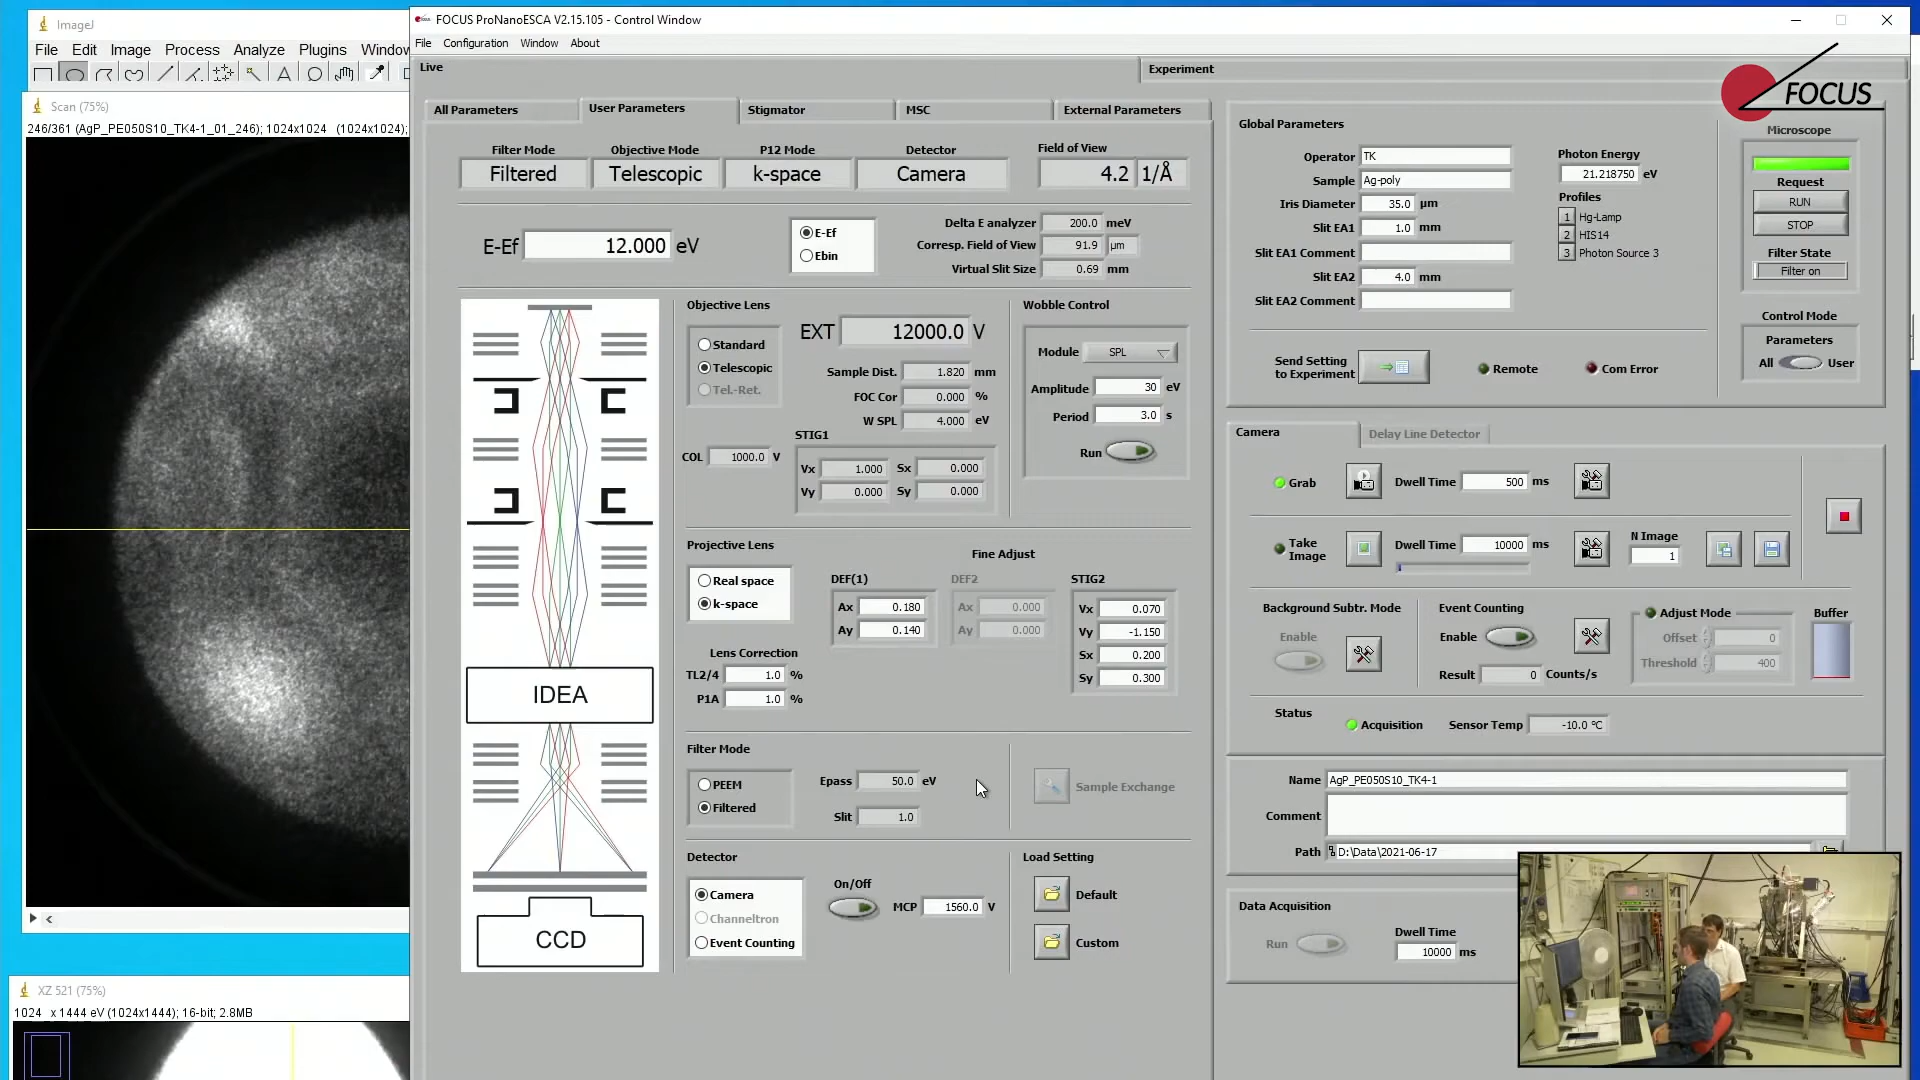 ImageJ
File Edit Image Process Analyze Plugins Window
Scan (75%)
246/361 (AgP_PE050S10_TK4-1_01_246); 1024x1024 (1024x1024);
XZ 521 (75%)
1024 x 1444 eV (1024x1444); 16-bit; 2.8MB
FOCUS ProNanoESCA V2.15.105 - Control Window
File Configuration Window About
Live
Experiment
All Parameters User Parameters Stigmator MSC External Parameters
Filter Mode Objective Mode P12 Mode Detector Field of View
Filtered Telescopic k-space Camera 4.2 1/Å
E-Ef 12.000 eV
E-Ef
Ebin
Delta E analyzer 200.0 meV
Corresp. Field of View 91.9 µm
Virtual Slit Size 0.69 mm
IDEA
CCD
Objective Lens
Standard
Telescopic
Tel.-Ret.
EXT 12000.0 V
Sample Dist. 1.820 mm
FOC Cor 0.000 %
W SPL 4.000 eV
COL 1000.0 V
STIG1
Vx 1.000 Sx 0.000
Vy 0.000 Sy 0.000
Wobble Control
Module SPL
Amplitude 30 eV
Period 3.0 s
Run
Projective Lens
Real space
k-space
Fine Adjust
DEF(1) DEF2 STIG2
Ax 0.180
Ay 0.140
Ax 0.000
Ay 0.000
Vx 0.070
Vy -1.150
Sx 0.200
Sy 0.300
Lens Correction
TL2/4 1.0 %
P1A 1.0 %
Filter Mode
PEEM
Filtered
Epass 50.0 eV
Slit 1.0
Sample Exchange
Detector
Camera
Channeltron
Event Counting
On/Off
MCP 1560.0 V
Load Setting
Default
Custom
Global Parameters
Operator TK
Sample Ag-poly
Iris Diameter 35.0 µm
Slit EA1 1.0 mm
Slit EA1 Comment
Slit EA2 4.0 mm
Slit EA2 Comment
Photon Energy
21.218750 eV
Profiles
1 Hg-Lamp
2 HIS14
3 Photon Source 3
Send Setting
to Experiment
Remote
Com Error
FOCUS
Microscope
Request
RUN
STOP
Filter State
Filter on
Control Mode
Parameters
All User
Camera Delay Line Detector
Grab Dwell Time 500 ms
Take
Image
Dwell Time 10000 ms
N Image
1
Background Subtr. Mode
Enable
Event Counting
Enable
Result 0 Counts/s
Adjust Mode
Offset 0
Threshold 400
Buffer
Status Acquisition Sensor Temp -10.0 ºC
Name AgP_PE050S10_TK4-1
Comment
Path D:\Data\2021-06-17
Data Acquisition
Run
Dwell Time
10000 ms